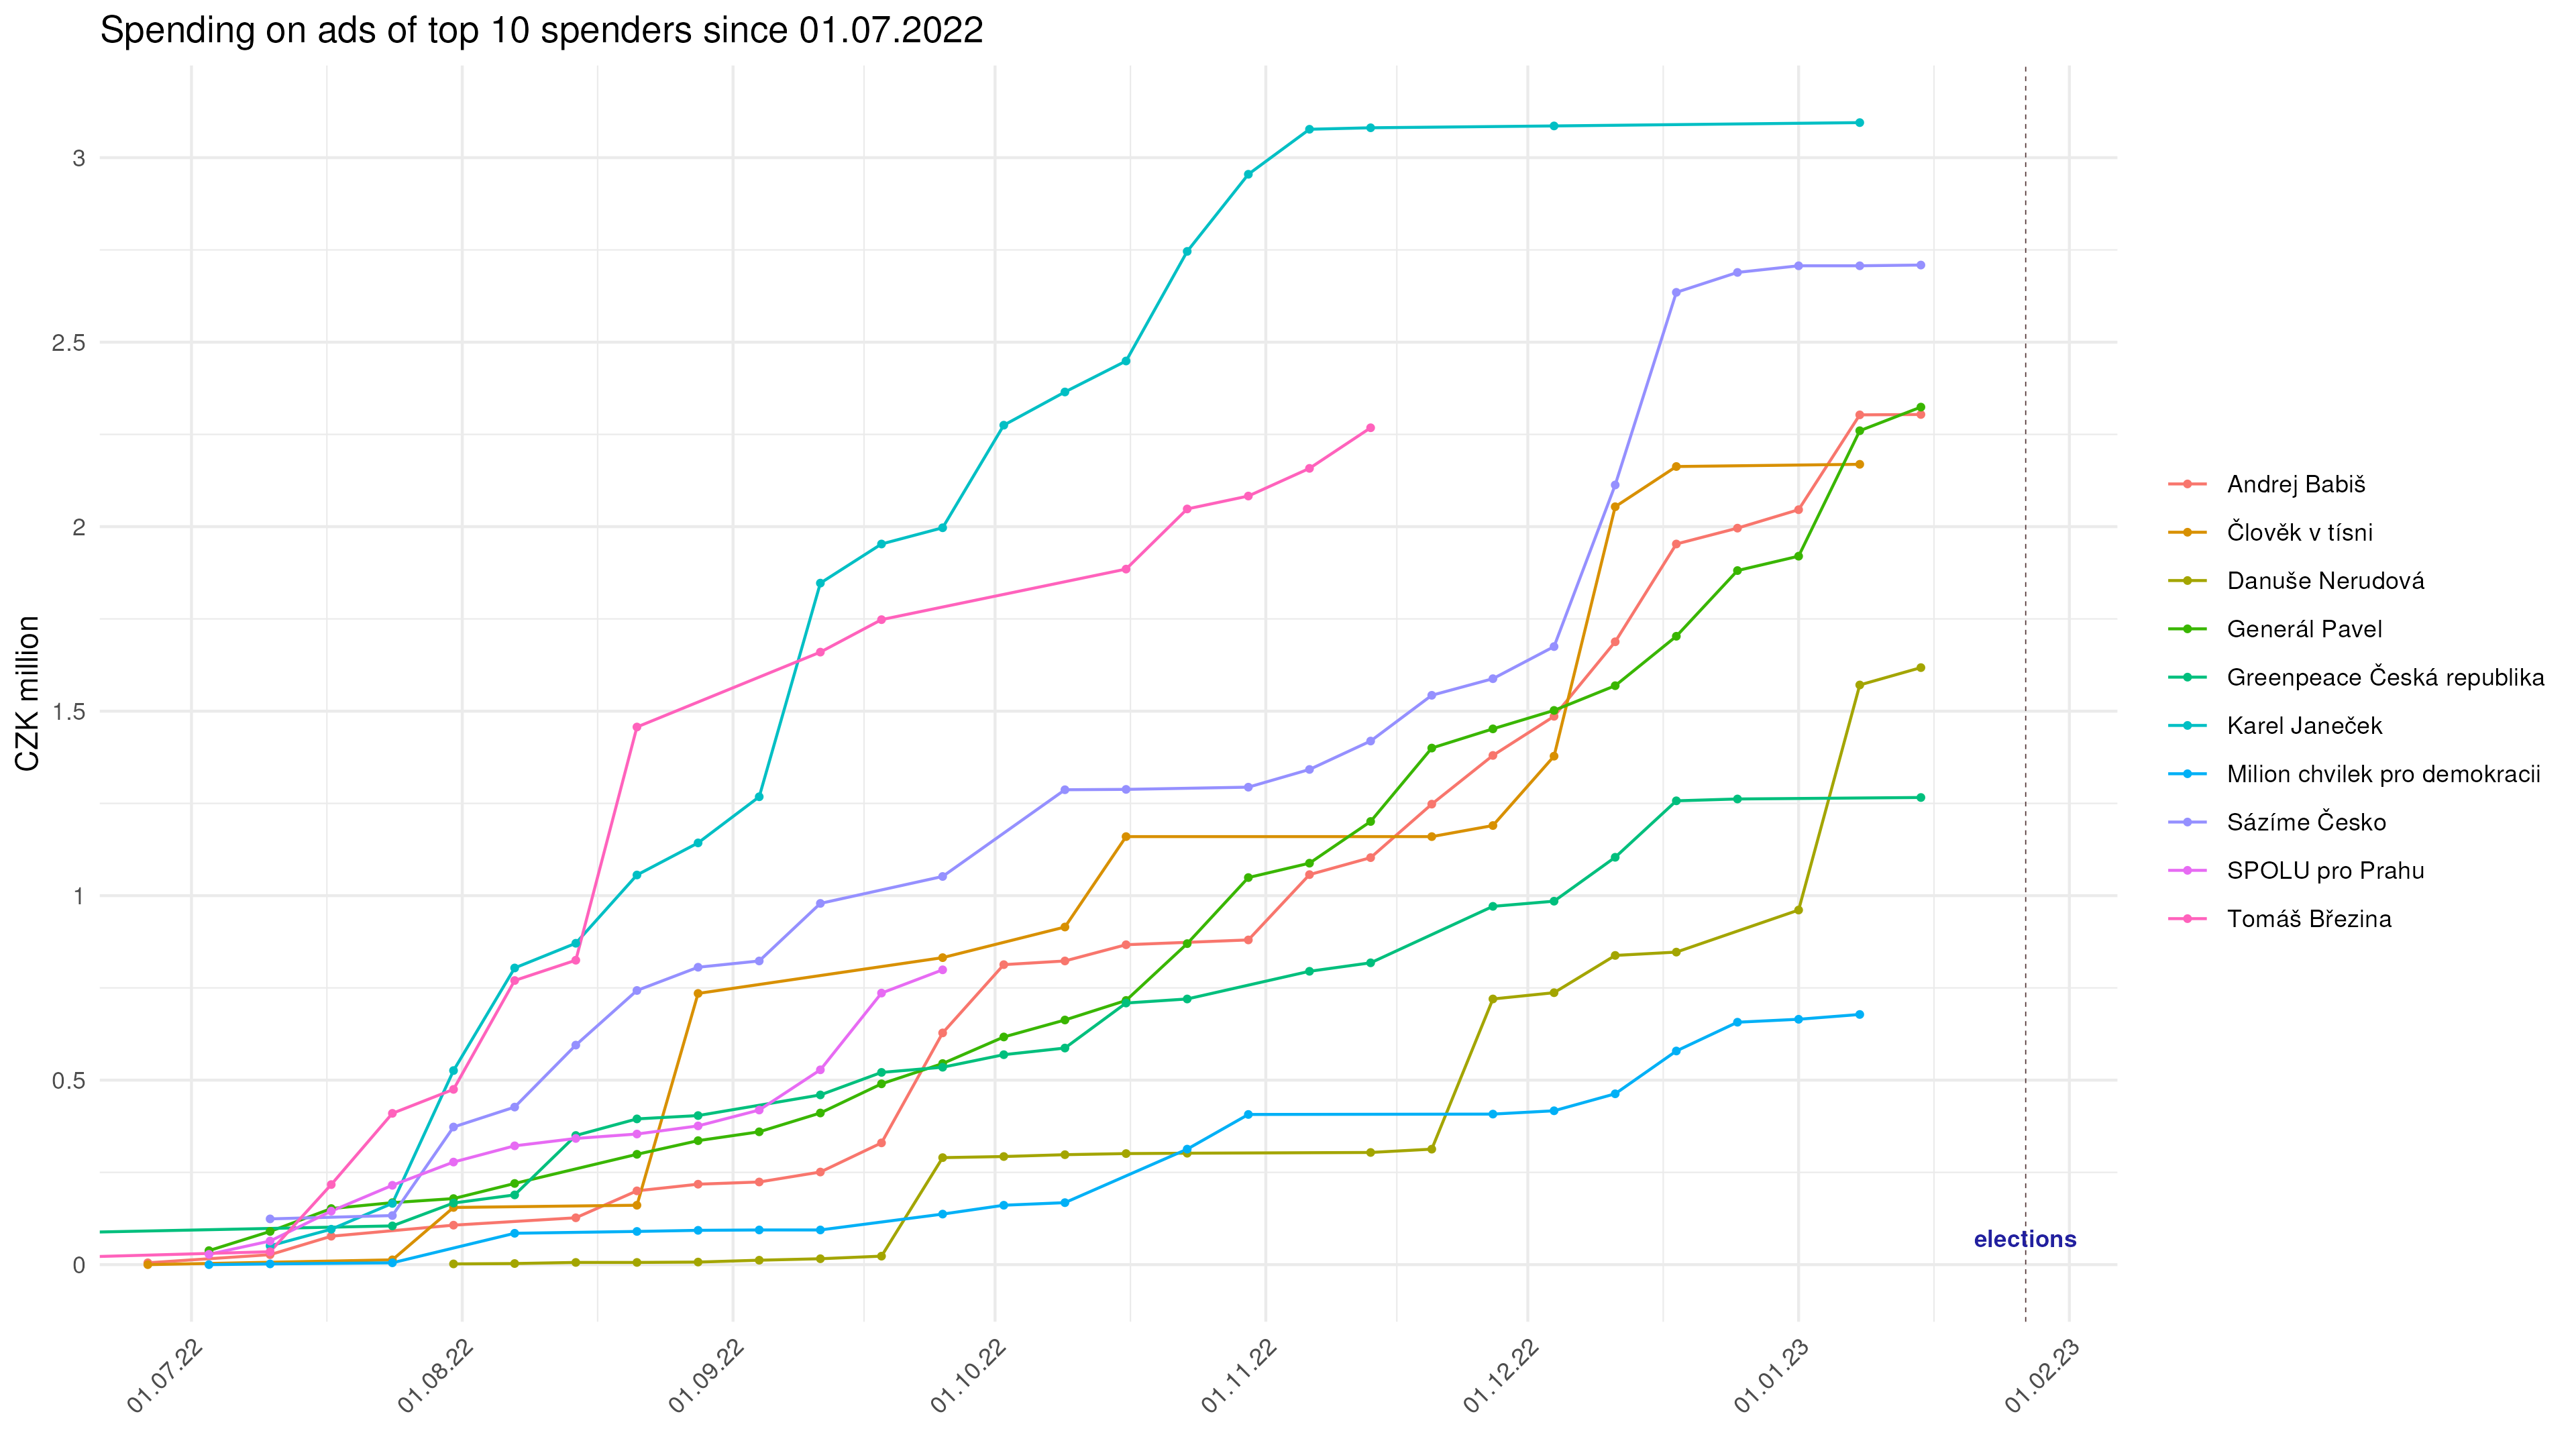 Spending on ads of top 10 spenders since 01.07.2022
CZK million
3
2.5
2
1.5
1
0.5
0
elections
01.07.22
01.08.22
01.09.22
01.10.22
01.11.22
01.12.22
01.01.23
01.02.23
Andrej Babiš
Člověk v tísni
Danuše Nerudová
Generál Pavel
Greenpeace Česká republika
Karel Janeček
Milion chvilek pro demokracii
Sázíme Česko
SPOLU pro Prahu
Tomáš Březina